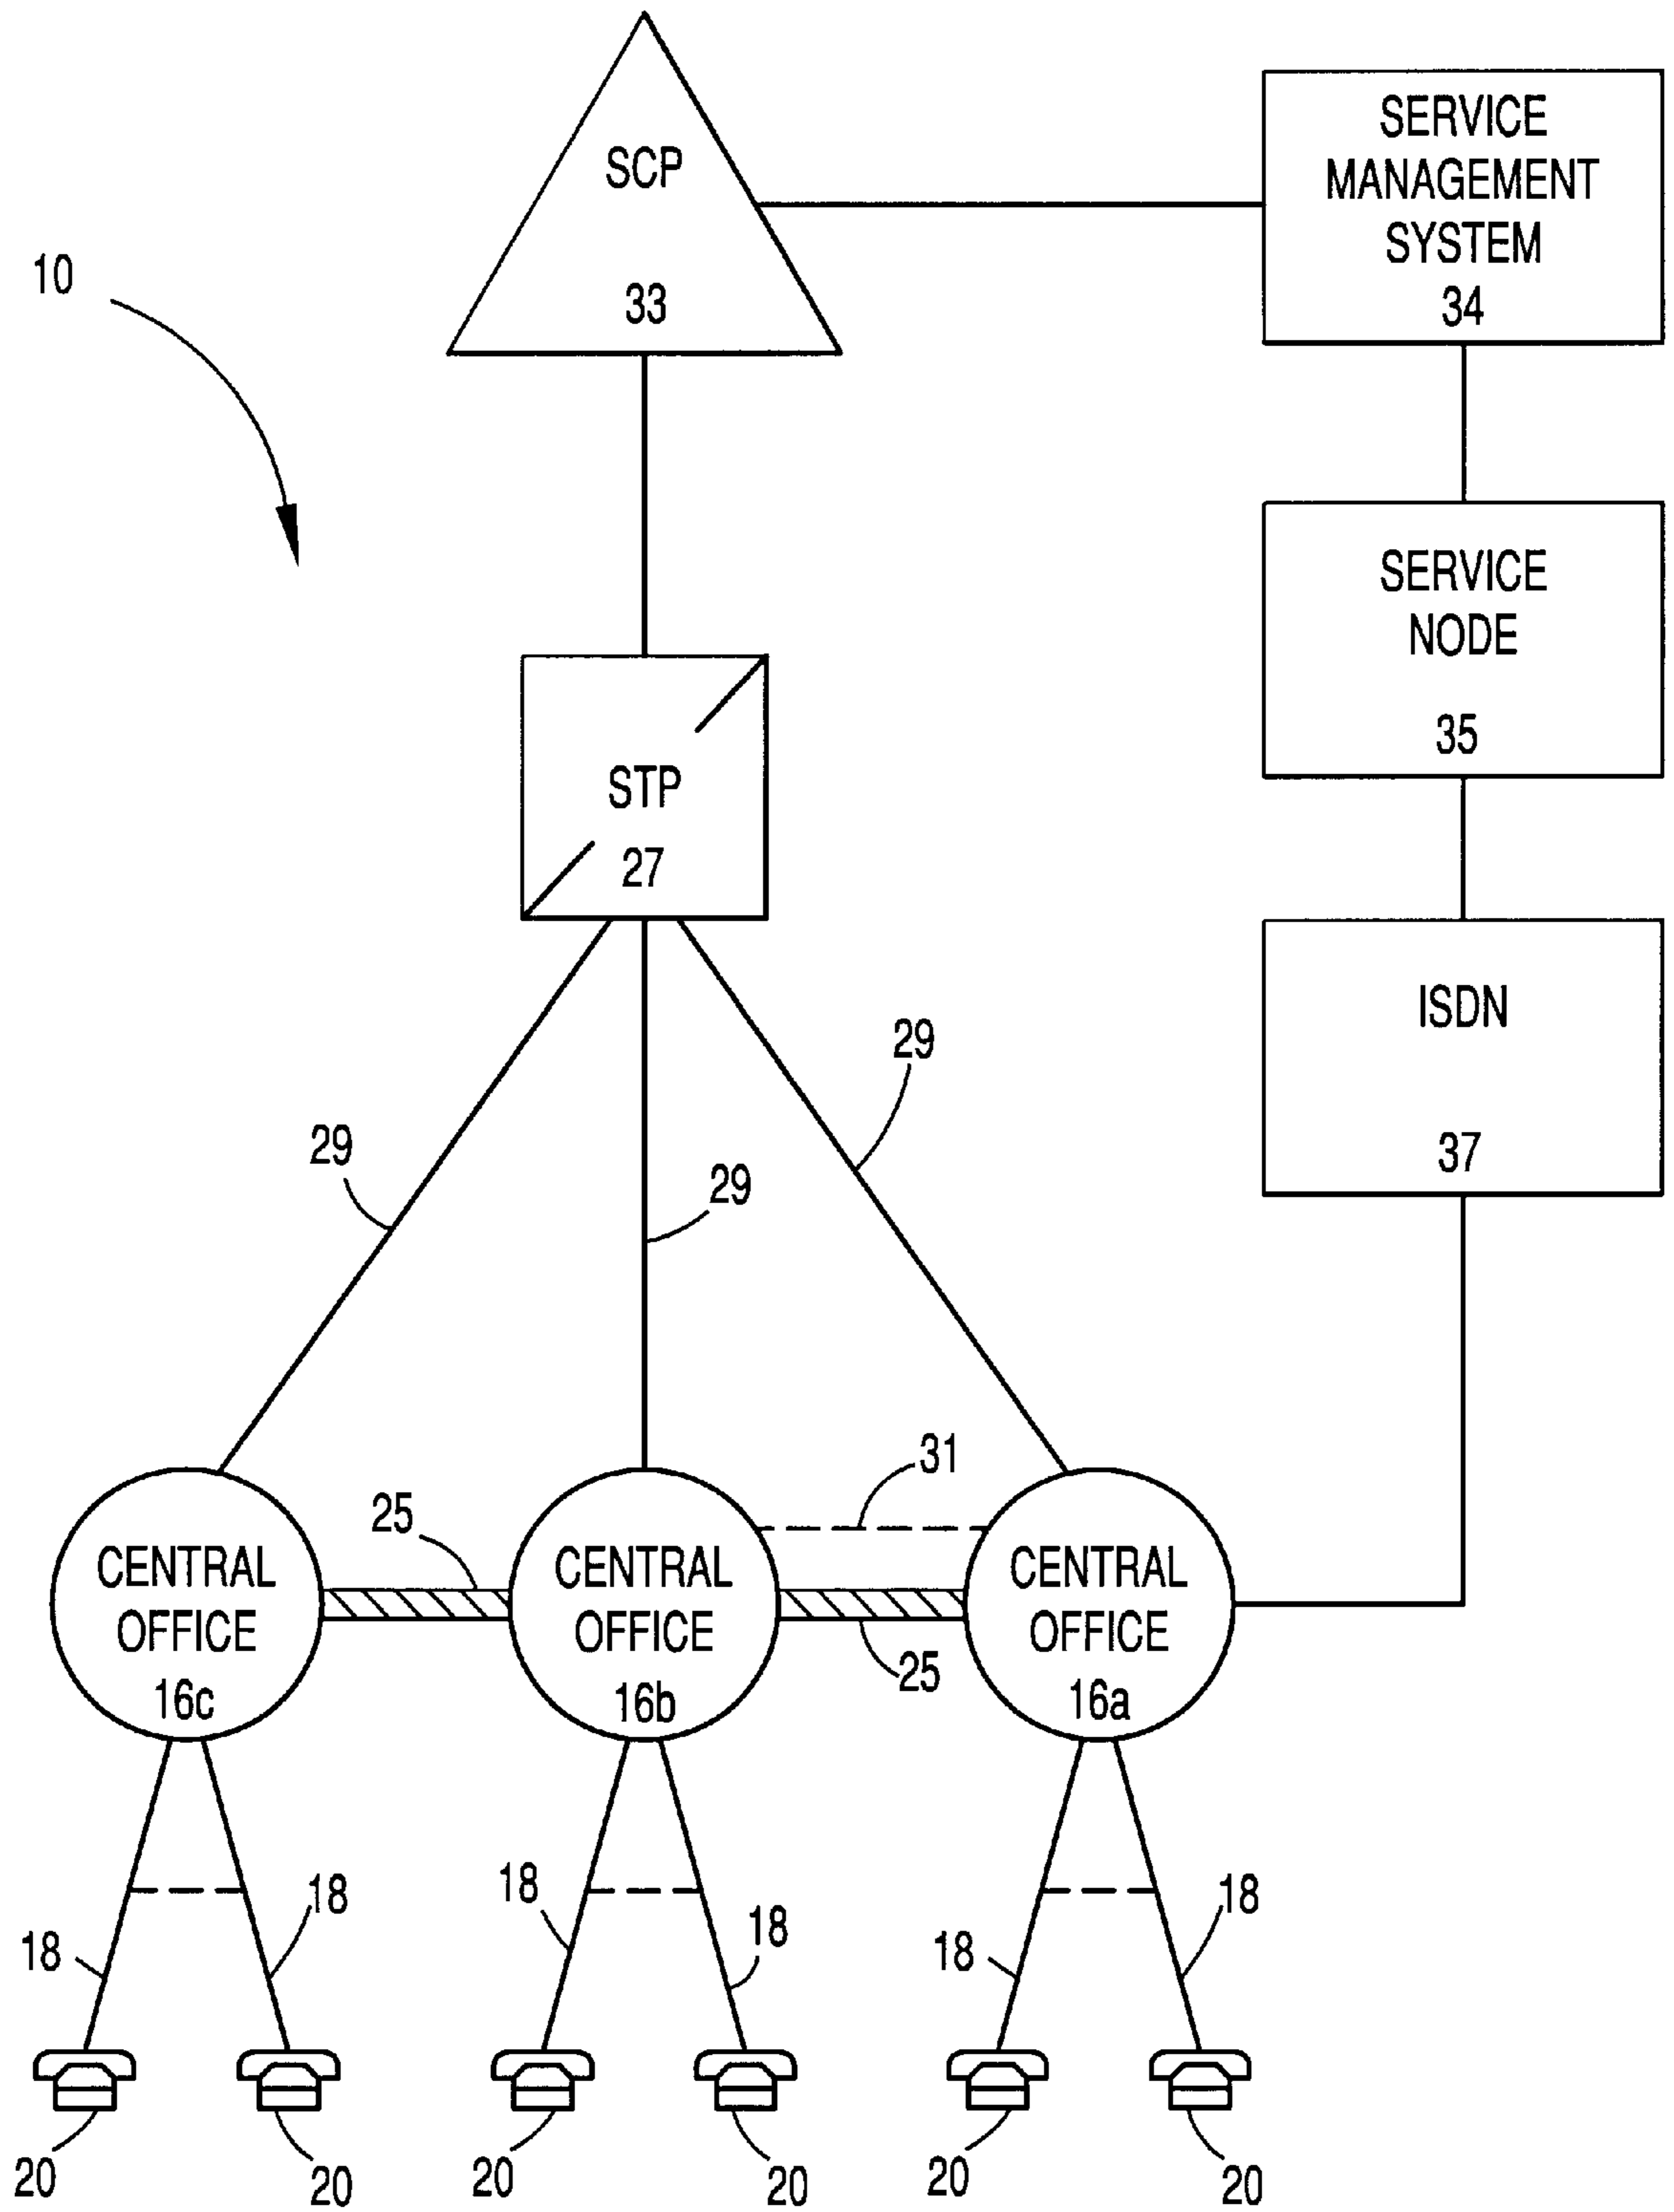 SCP
33
SERVICE
MANAGEMENT
SYSTEM
34
10
SERVICE
NODE
35
STP
27
ISDN
37
29
29
29
31
25
CENTRAL
OFFICE
16c
CENTRAL
OFFICE
16b
25
CENTRAL
OFFICE
16a
18
18
18
18
18
18
20
20
20
20
20
20